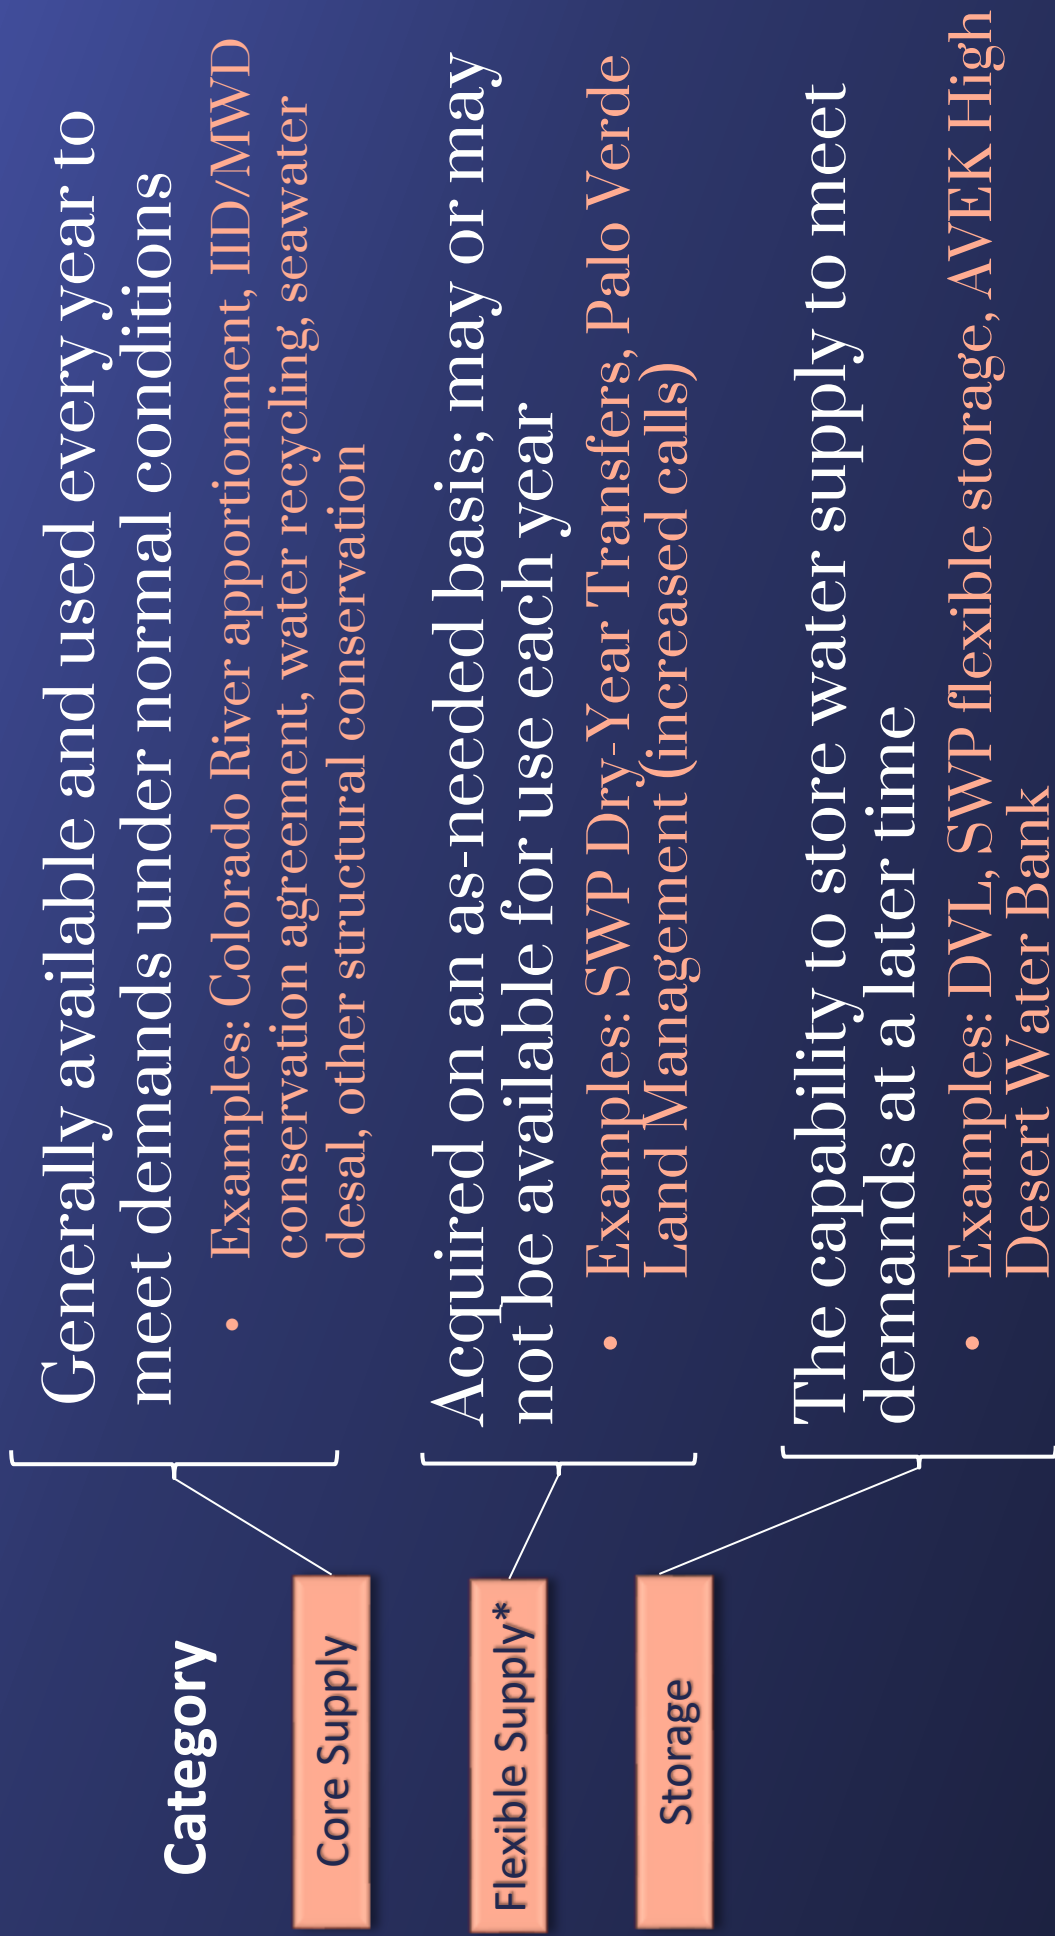 Category
Core Supply
Generally available and used every year to
meet demands under normal conditions
• Examples: Colorado River apportionment, IID/MWD
conservation agreement, water recycling, seawater
desal, other structural conservation
Flexible Supply*
Acquired on an as-needed basis; may or may
not be available for use each year
• Examples: SWP Dry-Year Transfers, Palo Verde
Land Management (increased calls)
Storage
The capability to store water supply to meet
demands at a later time
• Examples: DVL, SWP flexible storage, AVEK High
Desert Water Bank